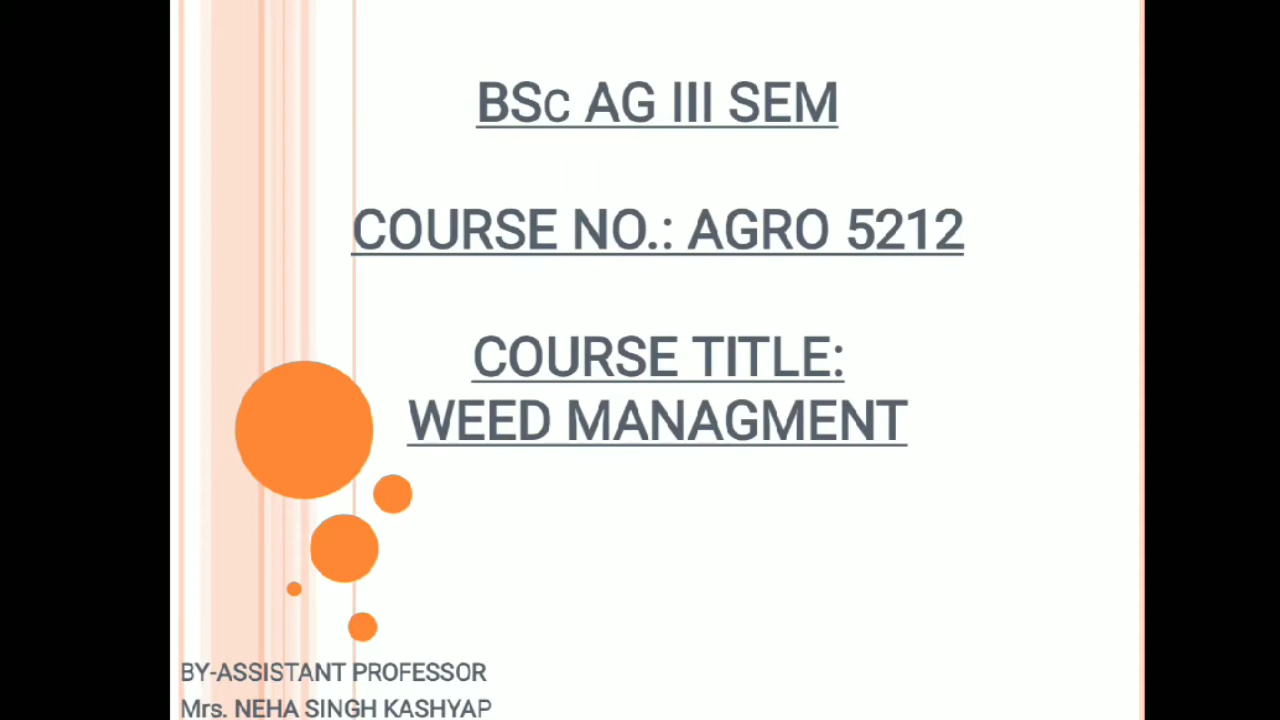 BSc AG III SEM
COURSE NO.: AGRO 5212
COURSE TITLE:
WEED MANAGMENT
BY-ASSISTANT PROFESSOR
Mrs. NEHA SINGH KASHYAP